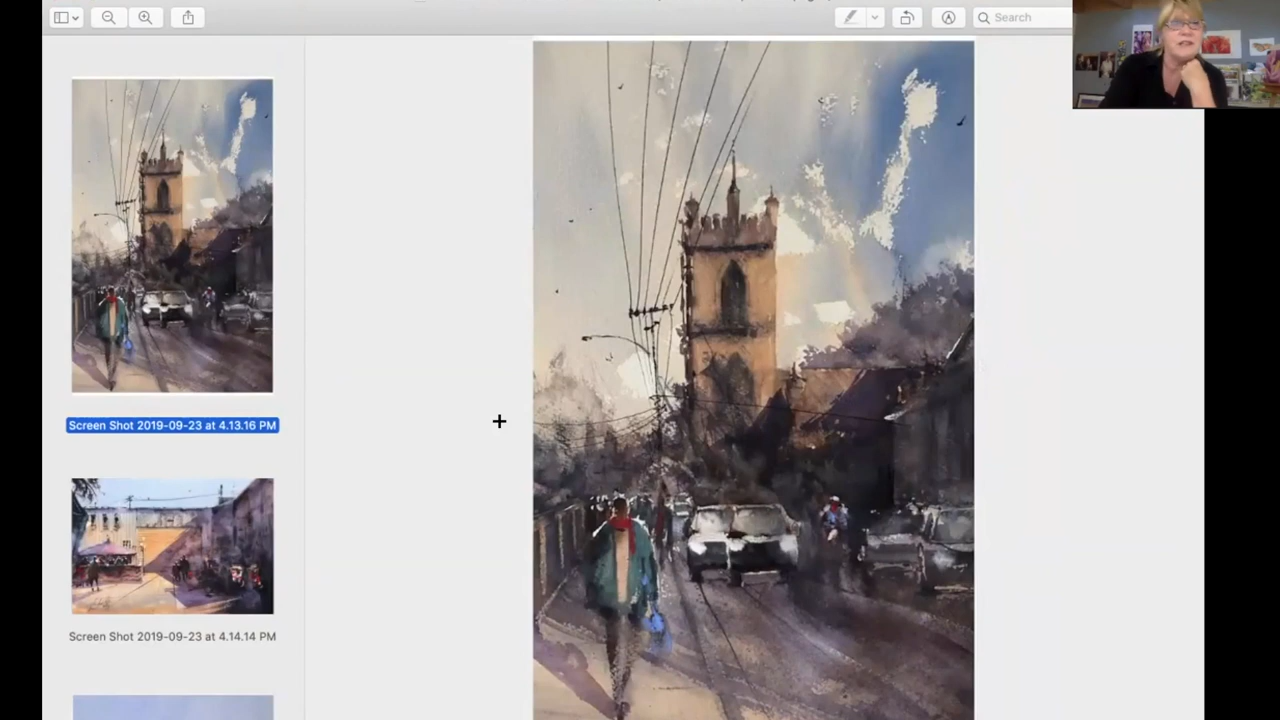 Search
Screen Shot 2019-09-23 at 4.13.16 PM
Screen Shot 2019-09-23 at 4.14.14 PM